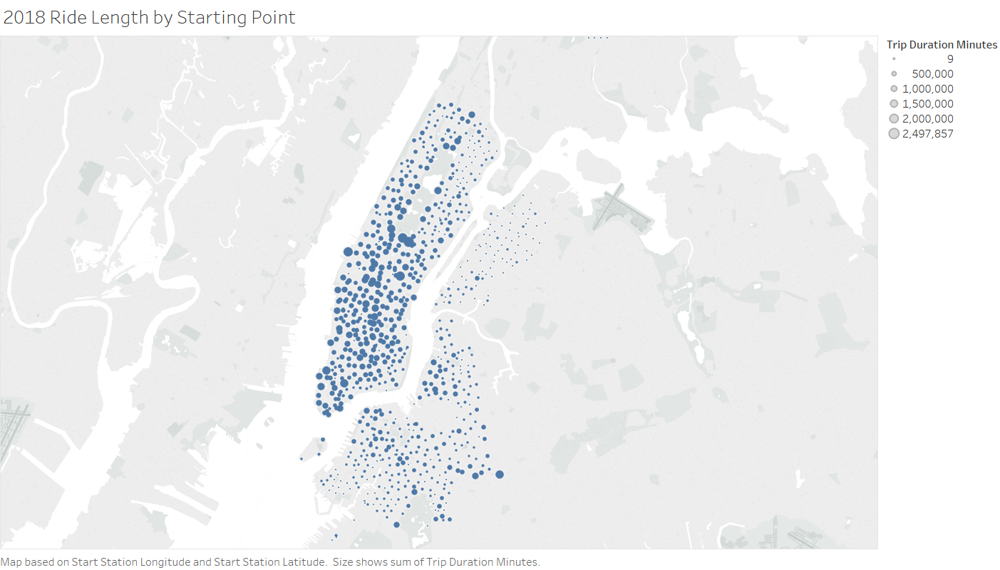 2018 Ride Length by Starting Point
Trip Duration Minutes
9
500,000
1,000,000
1,500,000
2,000,000
2,497,857
Map based on Start Station Longitude and Start Station Latitude.  Size shows sum of Trip Duration Minutes.